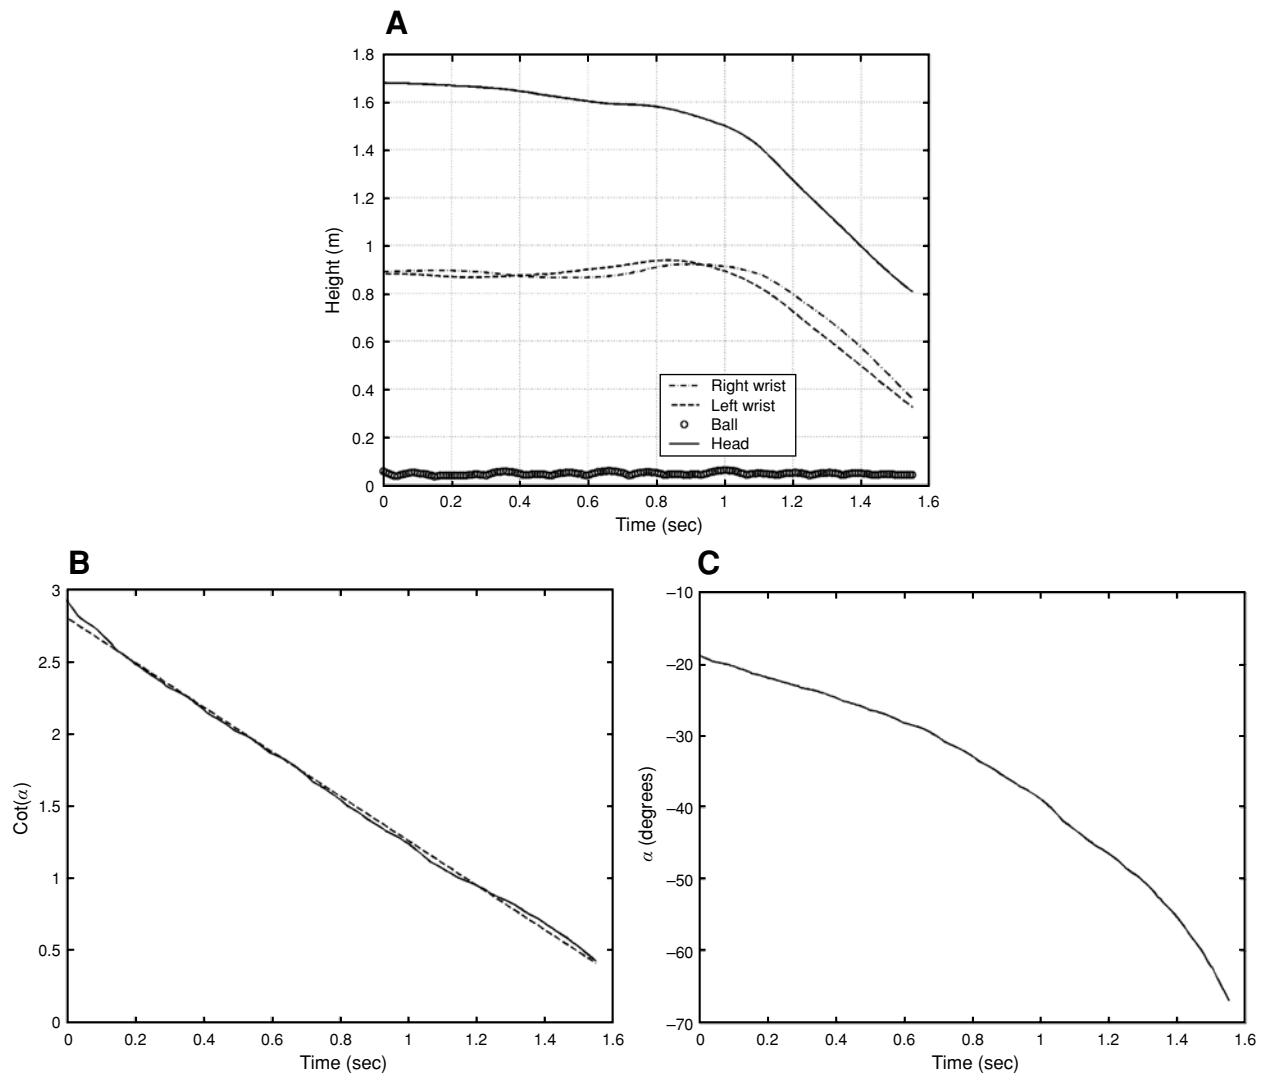 A
1.8
1.6
1.4
1.2
1
0.8
0.6
0.4
0.2
0
Height (m)
Right wrist
Left wrist
Ball
Head
0 0.2 0.4 0.6 0.8 1 1.2 1.4 1.6
Time (sec)
B
3
2.5
2
1.5
1
0.5
0
Cot(α)
0 0.2 0.4 0.6 0.8 1 1.2 1.4 1.6
Time (sec)
C
–10
–20
–30
–40
–50
–60
–70
α (degrees)
0 0.2 0.4 0.6 0.8 1 1.2 1.4 1.6
Time (sec)